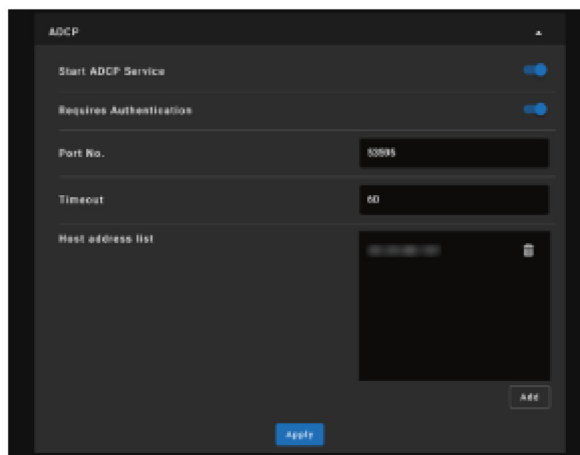 ADCP
Start ADCP Service
Requires Authentication
Port No.
53595
Timeout
60
Host address list
Add
Apply